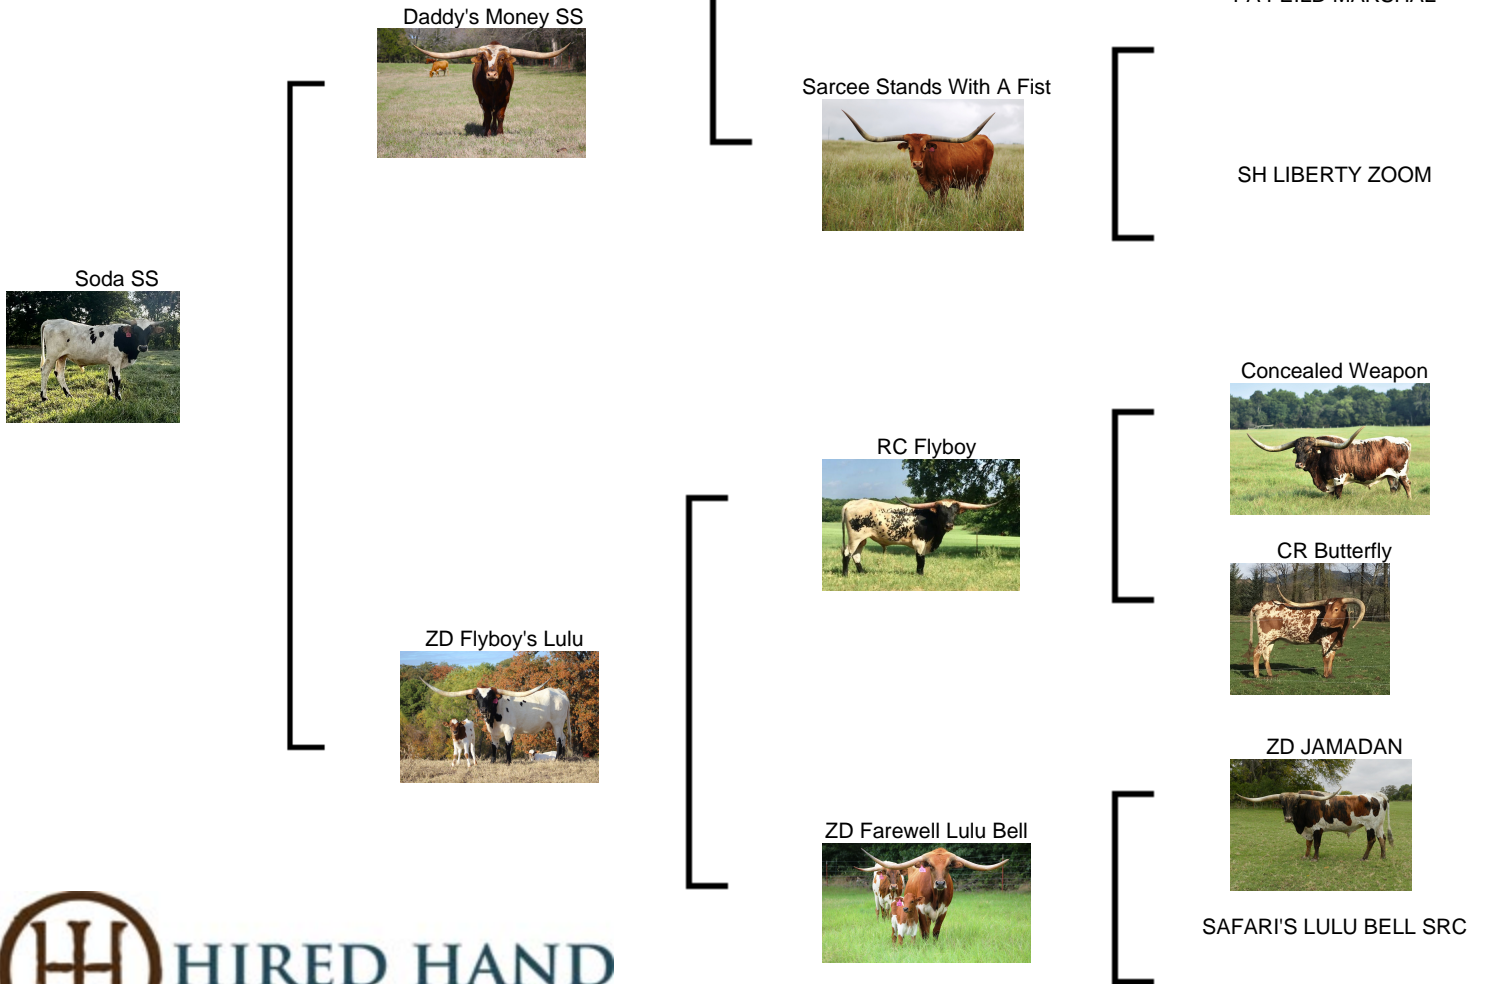 Daddy's Money SS
Sarcee Stands With A Fist
SH LIBERTY ZOOM
Soda SS
Concealed Weapon
RC Flyboy
CR Butterfly
ZD Flyboy's Lulu
ZD JAMADAN
ZD Farewell Lulu Bell
SAFARI'S LULU BELL SRC
HIRED HAND